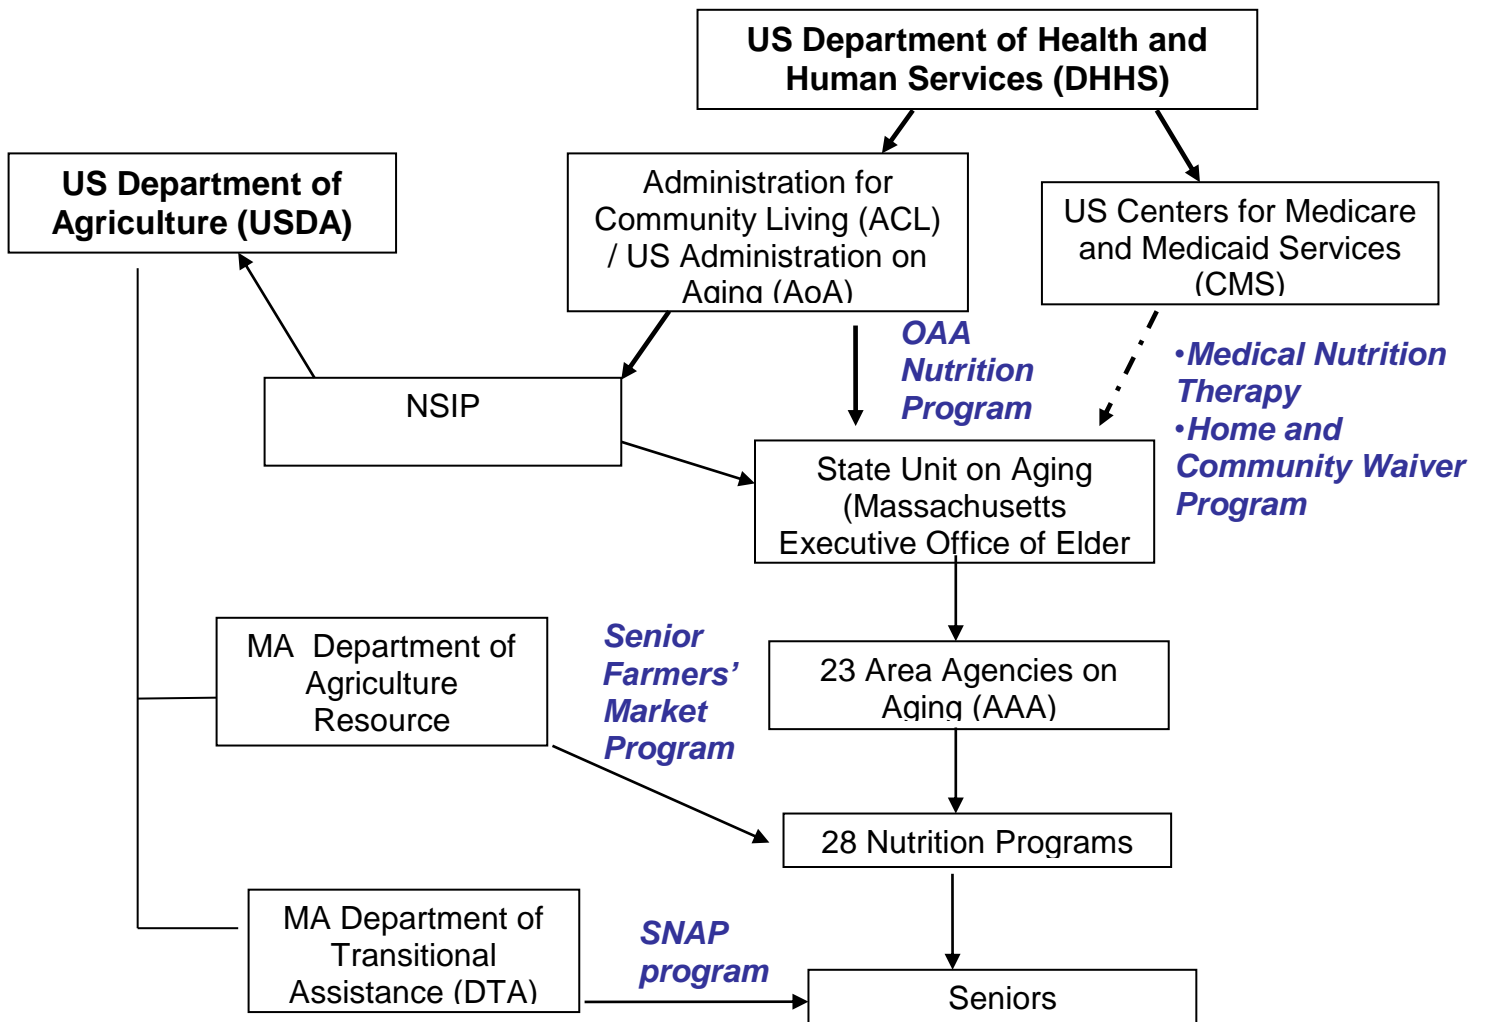 US Department of Health and
Human Services (DHHS)
US Department of
Agriculture (USDA)
Administration for
Community Living (ACL)
/ US Administration on
Aging (AoA)
US Centers for Medicare
and Medicaid Services
(CMS)
OAA
Nutrition
Program
•Medical Nutrition
Therapy
•Home and
Community Waiver
Program
NSIP
State Unit on Aging
(Massachusetts
Executive Office of Elder
MA Department of
Agriculture
Resource
Senior
Farmers’
Market
Program
23 Area Agencies on
Aging (AAA)
28 Nutrition Programs
MA Department of
Transitional
Assistance (DTA)
SNAP
program
Seniors